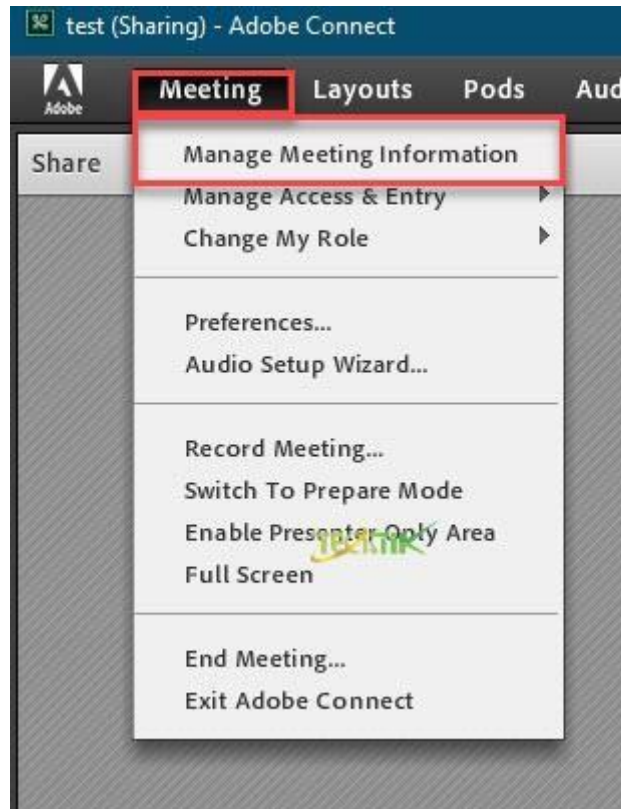 test (Sharing) - Adobe Connect
Adobe Meeting Layouts Pods Aud
Share
Manage Meeting Information
Manage Access & Entry
Change My Role
Preferences...
Audio Setup Wizard...
Record Meeting...
Switch To Prepare Mode
Enable Presenter Only Area
Full Screen
End Meeting...
Exit Adobe Connect